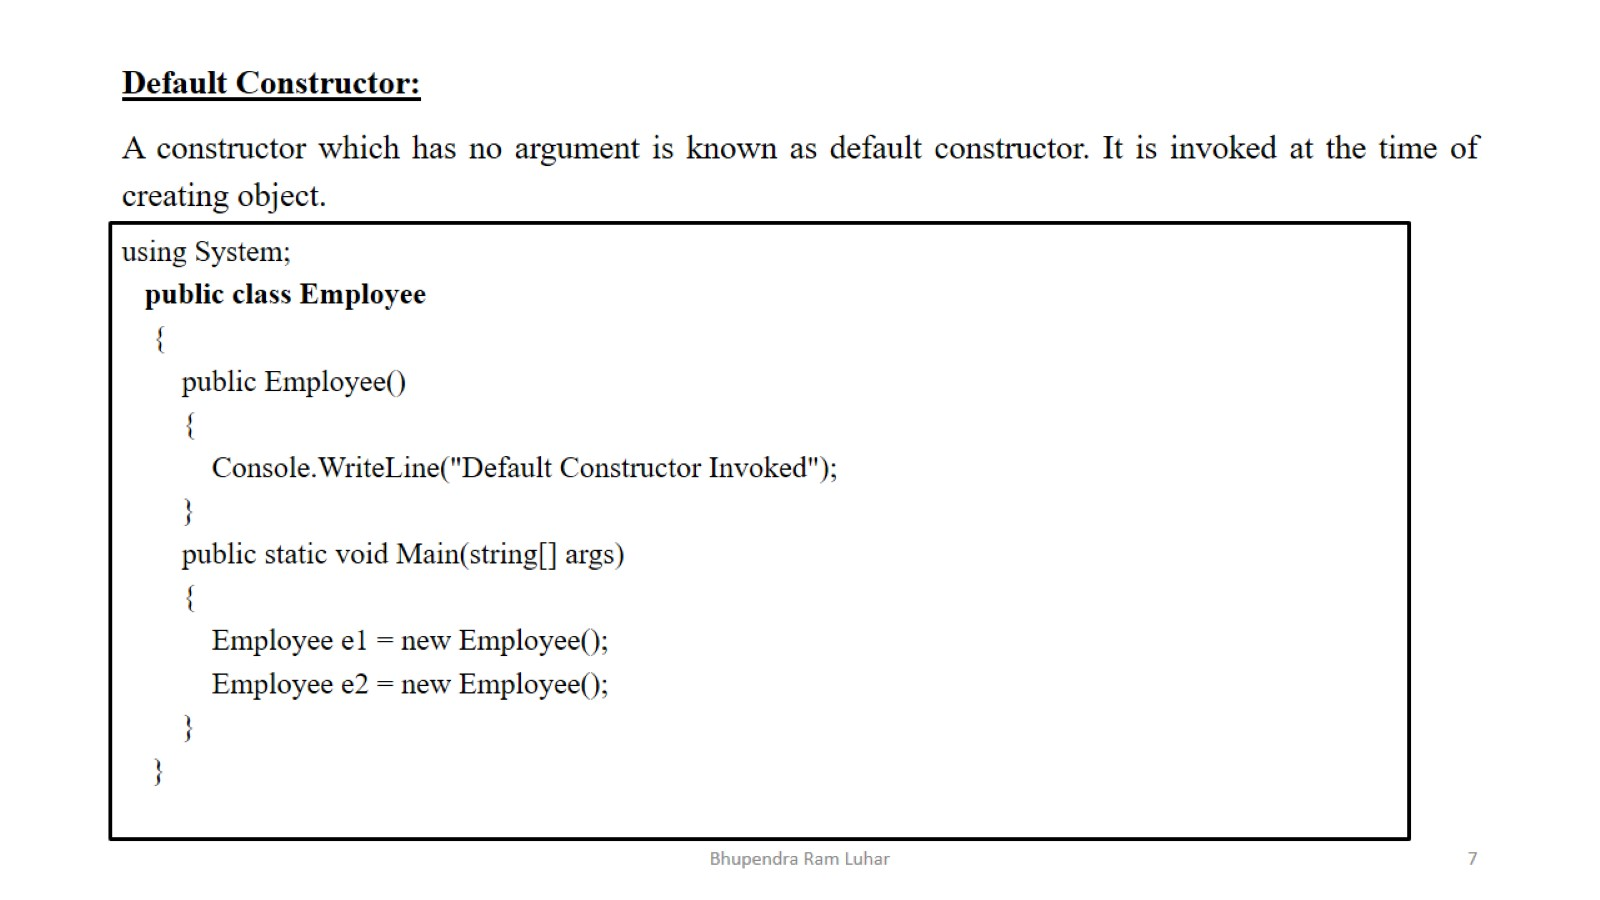 Default Constructor:
A constructor which has no argument is known as default constructor. It is invoked at the time of
creating object.
using System;
public class Employee
{
public Employee()
{
Console.WriteLine("Default Constructor Invoked");
}
public static void Main(string[] args)
{
Employee e1 = new Employee();
Employee e2 = new Employee();
}
}
Bhupendra Ram Luhar
7